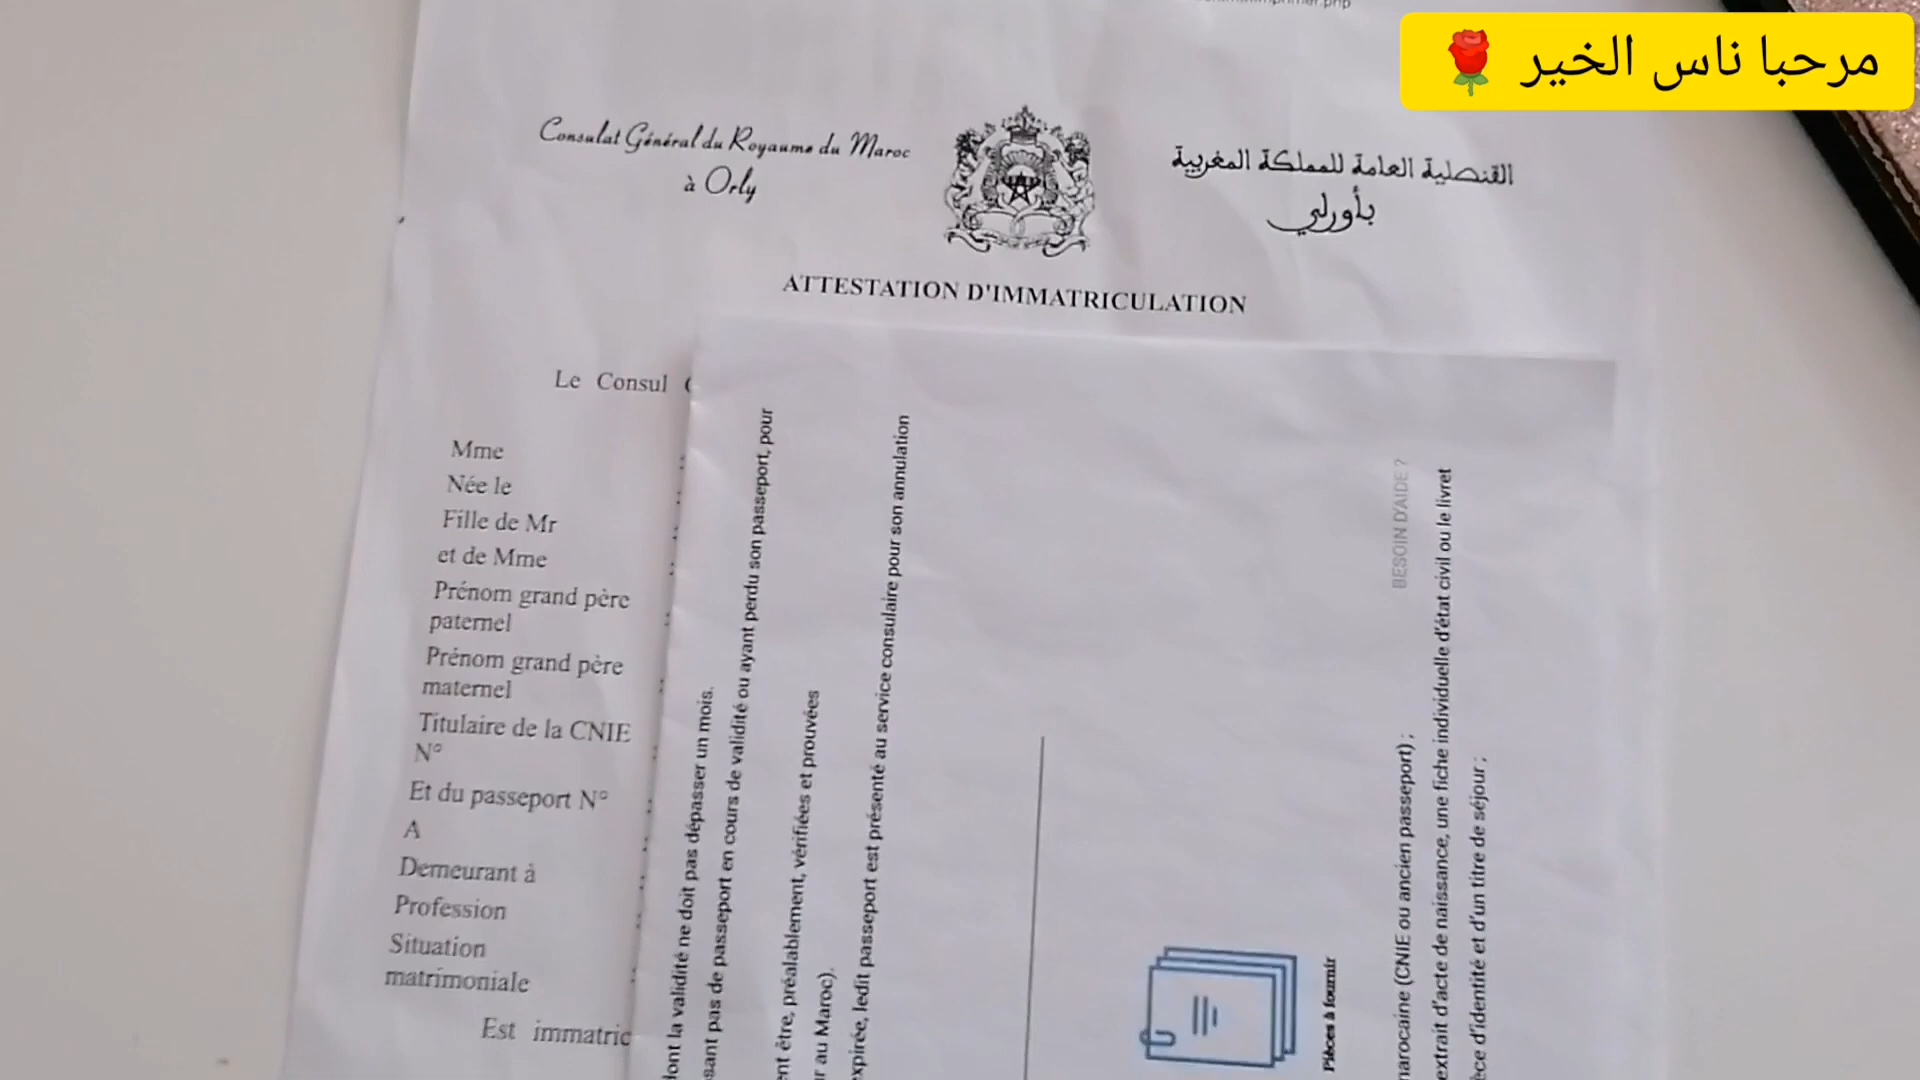 مرحبا ناس الخير 🌹
Consulat Général du Royaume du Maroc
à Orly
القنصلية العامة للمملكة المغربية
بأورلي
ATTESTATION D'IMMATRICULATION
Le Consul
Mme
Née le
Fille de Mr
et de Mme
Prénom grand père
paternel
Prénom grand père
maternel
Titulaire de la CNIE
N°
Et du passeport N°
A
Demeurant à
Profession
Situation
matrimoniale
Est immatric
dont la validité ne doit pas dépasser un mois.
sant pas de passeport en cours de validité ou ayant perdu son passeport, pour
nt être, préalablement, vérifiées et prouvées
r au Maroc).
expirée, ledit passeport est présenté au service consulaire pour son annulation
Pièces à fournir
BESOIN D'AIDE ?
marocaine (CNIE ou ancien passeport) ;
extrait d'acte de naissance, une fiche individuelle d'état civil ou le livret
èce d'identité et d'un titre de séjour ;